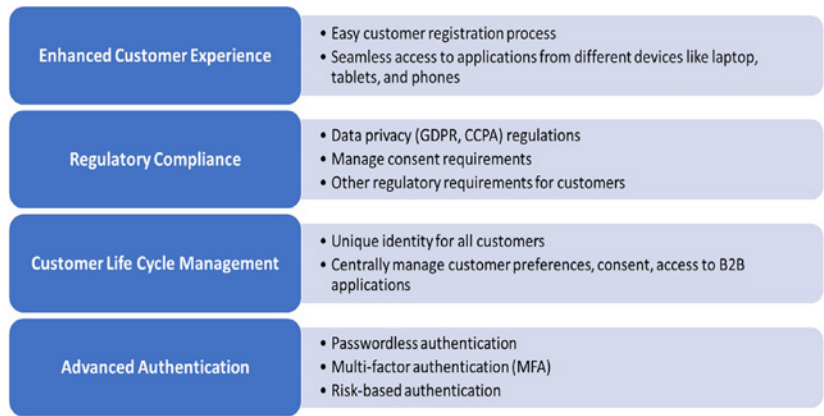 Enhanced Customer Experience
• Easy customer registration process
• Seamless access to applications from different devices like laptop,
tablets, and phones
Regulatory Compliance
• Data privacy (GDPR, CCPA) regulations
• Manage consent requirements
• Other regulatory requirements for customers
Customer Life Cycle Management
• Unique identity for all customers
• Centrally manage customer preferences, consent, access to B2B
applications
Advanced Authentication
• Passwordless authentication
• Multi-factor authentication (MFA)
• Risk-based authentication